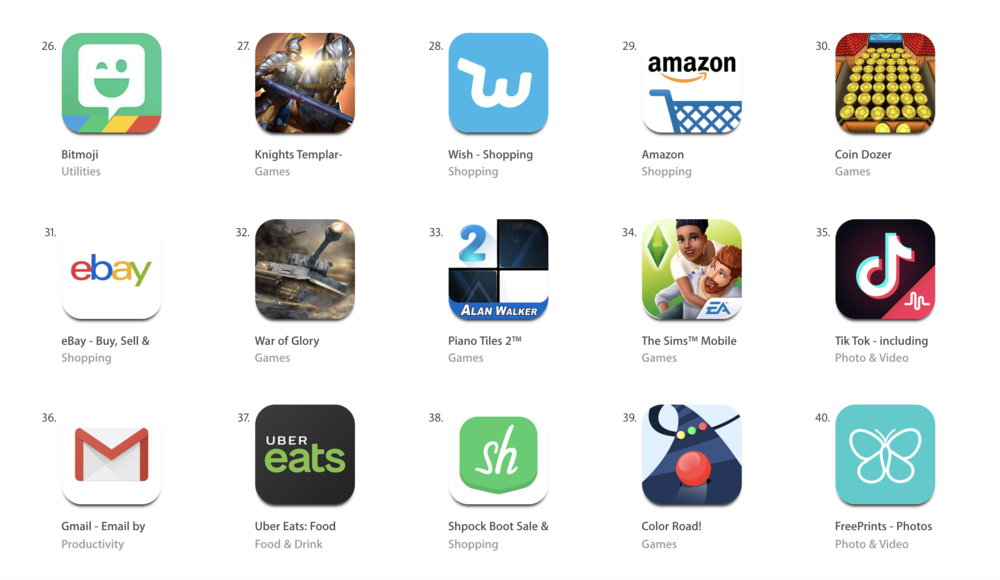 26.
27.
28.
29.
amazon
30.
Bitmoji
Knights Templar-
Wish - Shopping
Amazon
Coin Dozer
Utilities
Games
Shopping
Shopping
Games
31.
ebay
32.
33.
2
ALAN WALKER
34.
EA
35.
eBay - Buy, Sell &
War of Glory
Piano Tiles 2™
The Sims™ Mobile
Tik Tok - including
Shopping
Games
Games
Games
Photo & Video
36.
37.
UBER
eats
38.
sh
39.
40.
Gmail - Email by
Uber Eats: Food
Shpock Boot Sale &
Color Road!
FreePrints - Photos
Productivity
Food & Drink
Shopping
Games
Photo & Video